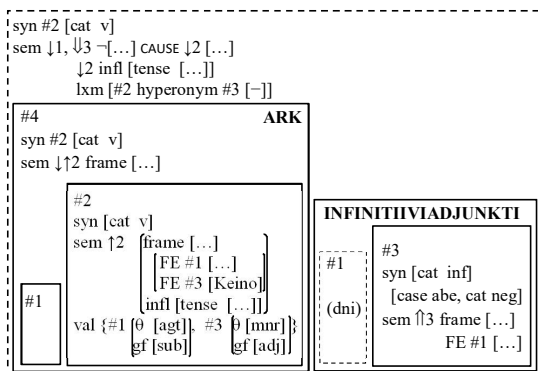 syn #2 [cat v]
sem ↓1, ⇓3 ¬[…] CAUSE ↓2 […]
↓2 infl [tense […]]
lxm [#2 hyperonym #3 [−]]
#4 ARK
syn #2 [cat v]
sem ↓↑2 frame […]
#1
#2
syn [cat v]
sem ↑2 frame […]
FE #1 […]
FE #3 [Keino]
infl [tense […]]
val {#1 θ [agt], #3 θ [mnr]}
gf [sub] gf [adj]
INFINITIIVIADJUNKTI
#1
(dni)
#3
syn [cat inf]
[case abe, cat neg]
sem ⇑3 frame […]
FE #1 […]